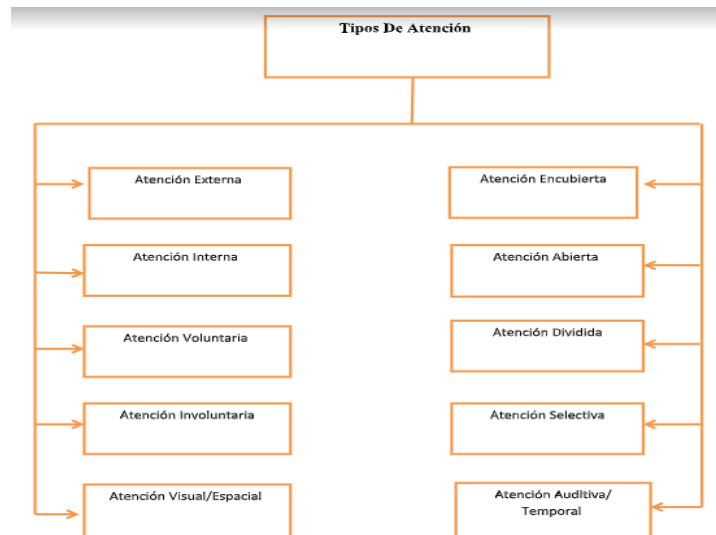 Tipos De Atención
Atención Externa
Atención Encubierta
Atención Interna
Atención Abierta
Atención Voluntaria
Atención Dividida
Atención Involuntaria
Atención Selectiva
Atención Visual/Espacial
Atención Auditiva/
Temporal